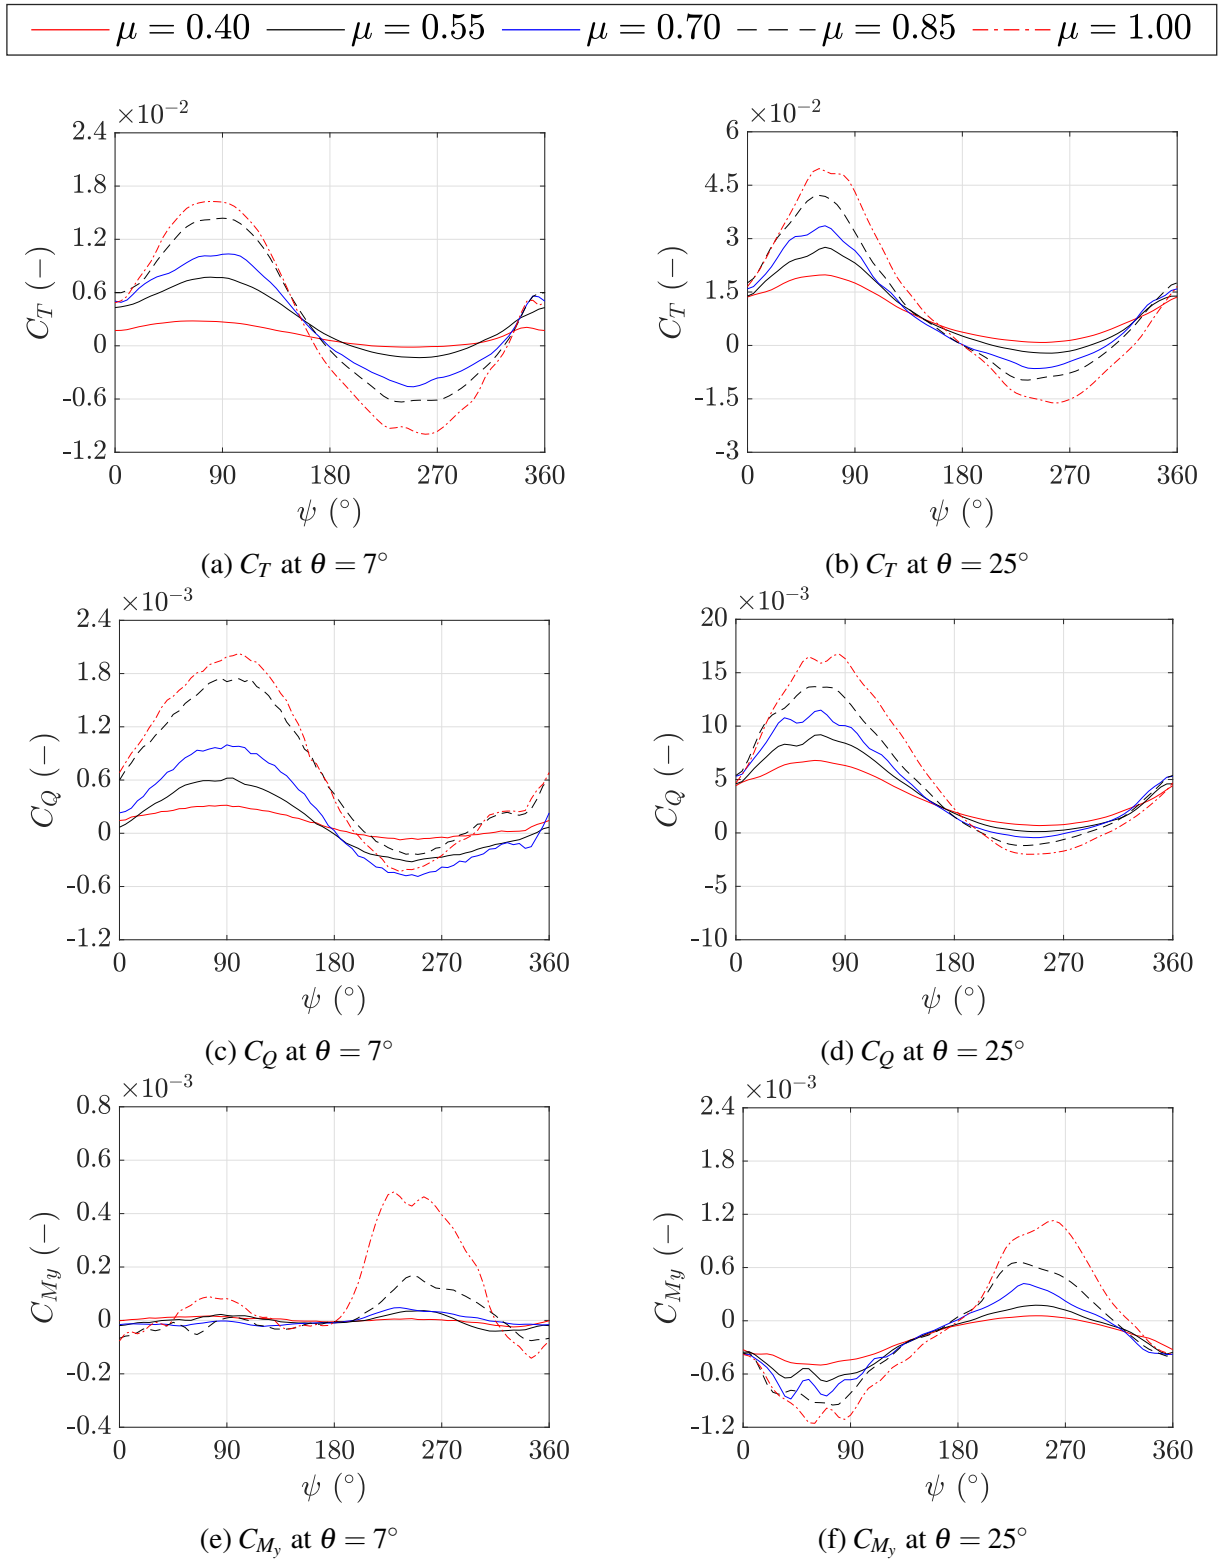 μ = 0.40 μ = 0.55 μ = 0.70 μ = 0.85 μ = 1.00
×10⁻²
2.4
1.8
1.2
0.6
0
-0.6
-1.2
C_T (−)
0 90 180 270 360
ψ (°)
(a) C_T at θ = 7°
×10⁻²
6
4.5
3
1.5
0
-1.5
-3
C_T (−)
0 90 180 270 360
ψ (°)
(b) C_T at θ = 25°
×10⁻³
2.4
1.8
1.2
0.6
0
-0.6
-1.2
C_Q (−)
0 90 180 270 360
ψ (°)
(c) C_Q at θ = 7°
×10⁻³
20
15
10
5
0
-5
-10
C_Q (−)
0 90 180 270 360
ψ (°)
(d) C_Q at θ = 25°
×10⁻³
0.8
0.6
0.4
0.2
0
-0.2
-0.4
C_My (−)
0 90 180 270 360
ψ (°)
(e) C_{M_y} at θ = 7°
×10⁻³
2.4
1.8
1.2
0.6
0
-0.6
-1.2
C_My (−)
0 90 180 270 360
ψ (°)
(f) C_{M_y} at θ = 25°